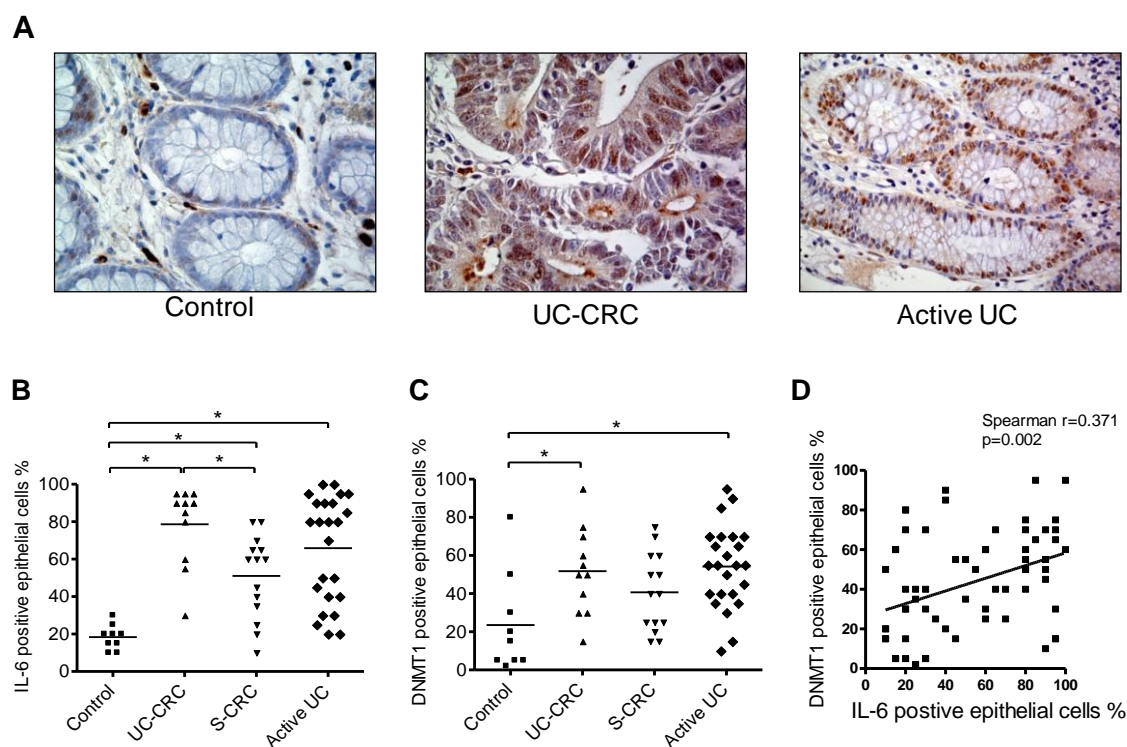 A
Control
UC-CRC
Active UC
B
IL-6 positive epithelial cells %
100
80
60
40
20
0
*
*
*
*
Control
UC-CRC
S-CRC
Active UC
C
DNMT1 positive epithelial cells %
100
80
60
40
20
0
*
*
Control
UC-CRC
S-CRC
Active UC
D
Spearman r=0.371
p=0.002
DNMT1 positive epithelial cells %
100
80
60
40
20
0
0 20 40 60 80 100
IL-6 postive epithelial cells %